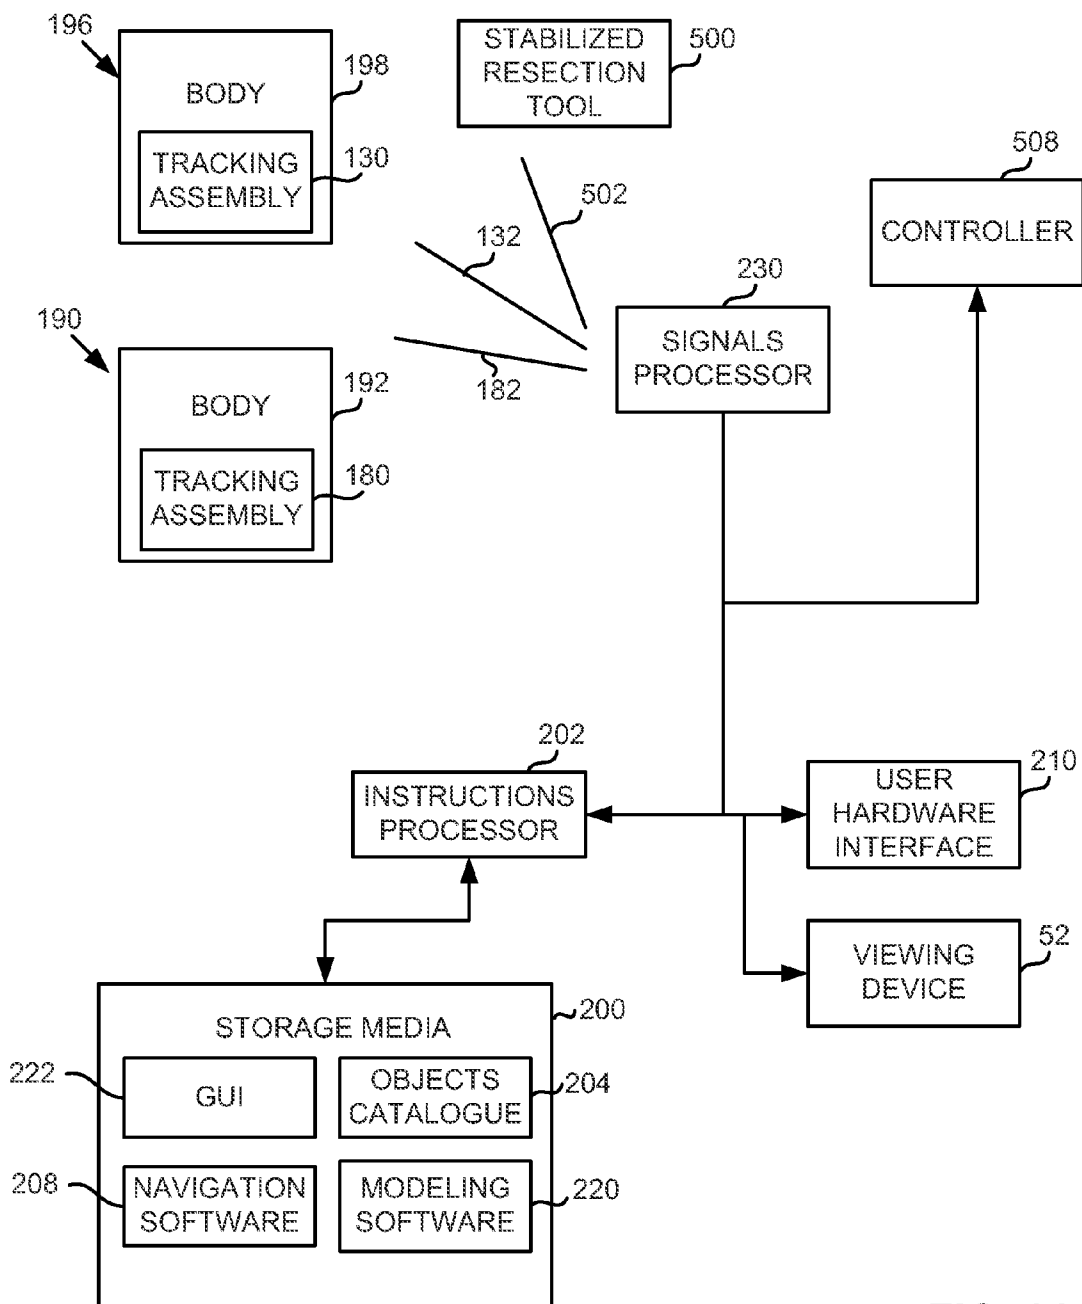 196
BODY
198
TRACKING
ASSEMBLY
130
STABILIZED
RESECTION
TOOL
500
502
132
182
508
CONTROLLER
230
SIGNALS
PROCESSOR
190
BODY
192
TRACKING
ASSEMBLY
180
202
INSTRUCTIONS
PROCESSOR
USER
HARDWARE
INTERFACE
210
VIEWING
DEVICE
52
STORAGE MEDIA
200
222
GUI
OBJECTS
CATALOGUE
204
208
NAVIGATION
SOFTWARE
MODELING
SOFTWARE
220